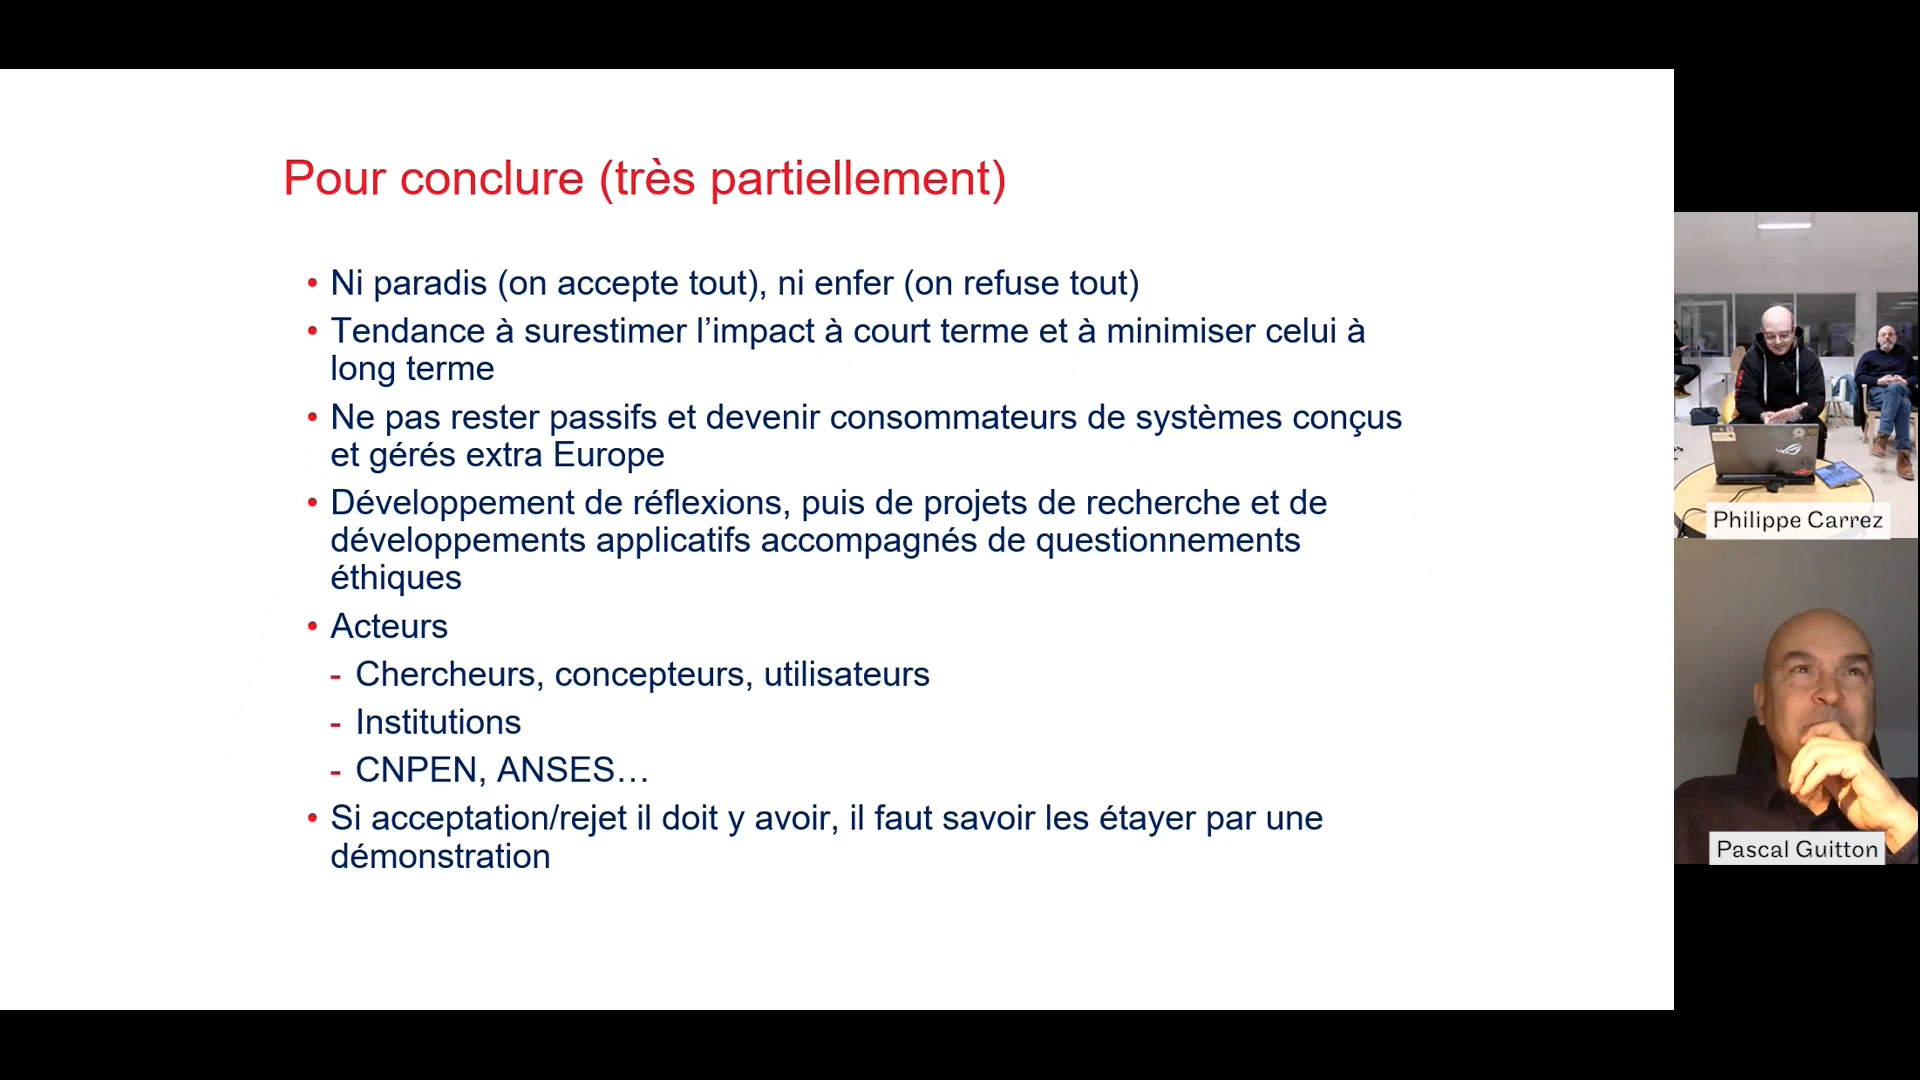 Pour conclure (très partiellement)
• Ni paradis (on accepte tout), ni enfer (on refuse tout)
• Tendance à surestimer l’impact à court terme et à minimiser celui à
long terme
• Ne pas rester passifs et devenir consommateurs de systèmes conçus
et gérés extra Europe
• Développement de réflexions, puis de projets de recherche et de
développements applicatifs accompagnés de questionnements
éthiques
• Acteurs
- Chercheurs, concepteurs, utilisateurs
- Institutions
- CNPEN, ANSES…
• Si acceptation/rejet il doit y avoir, il faut savoir les étayer par une
démonstration
Philippe Carrez
Pascal Guitton